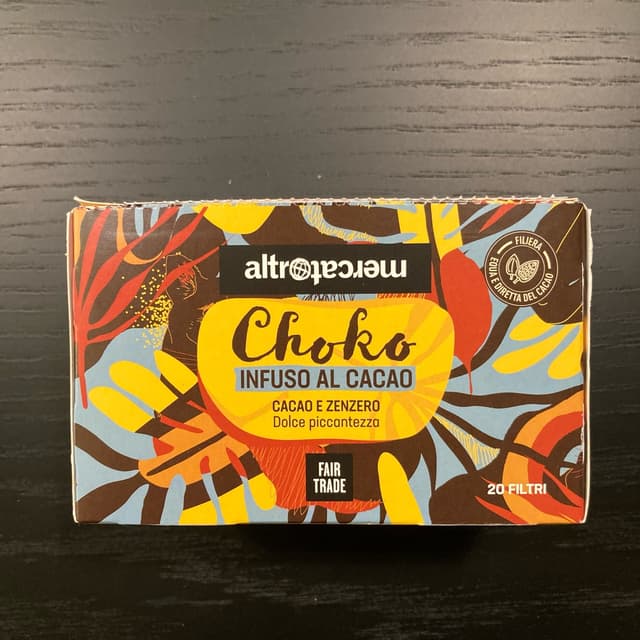 altromercato
FILIERA
EQUA E DIRETTA DEL CACAO
Choko
INFUSO AL CACAO
CACAO E ZENZERO
Dolce piccantezza
FAIR
TRADE
20 FILTRI